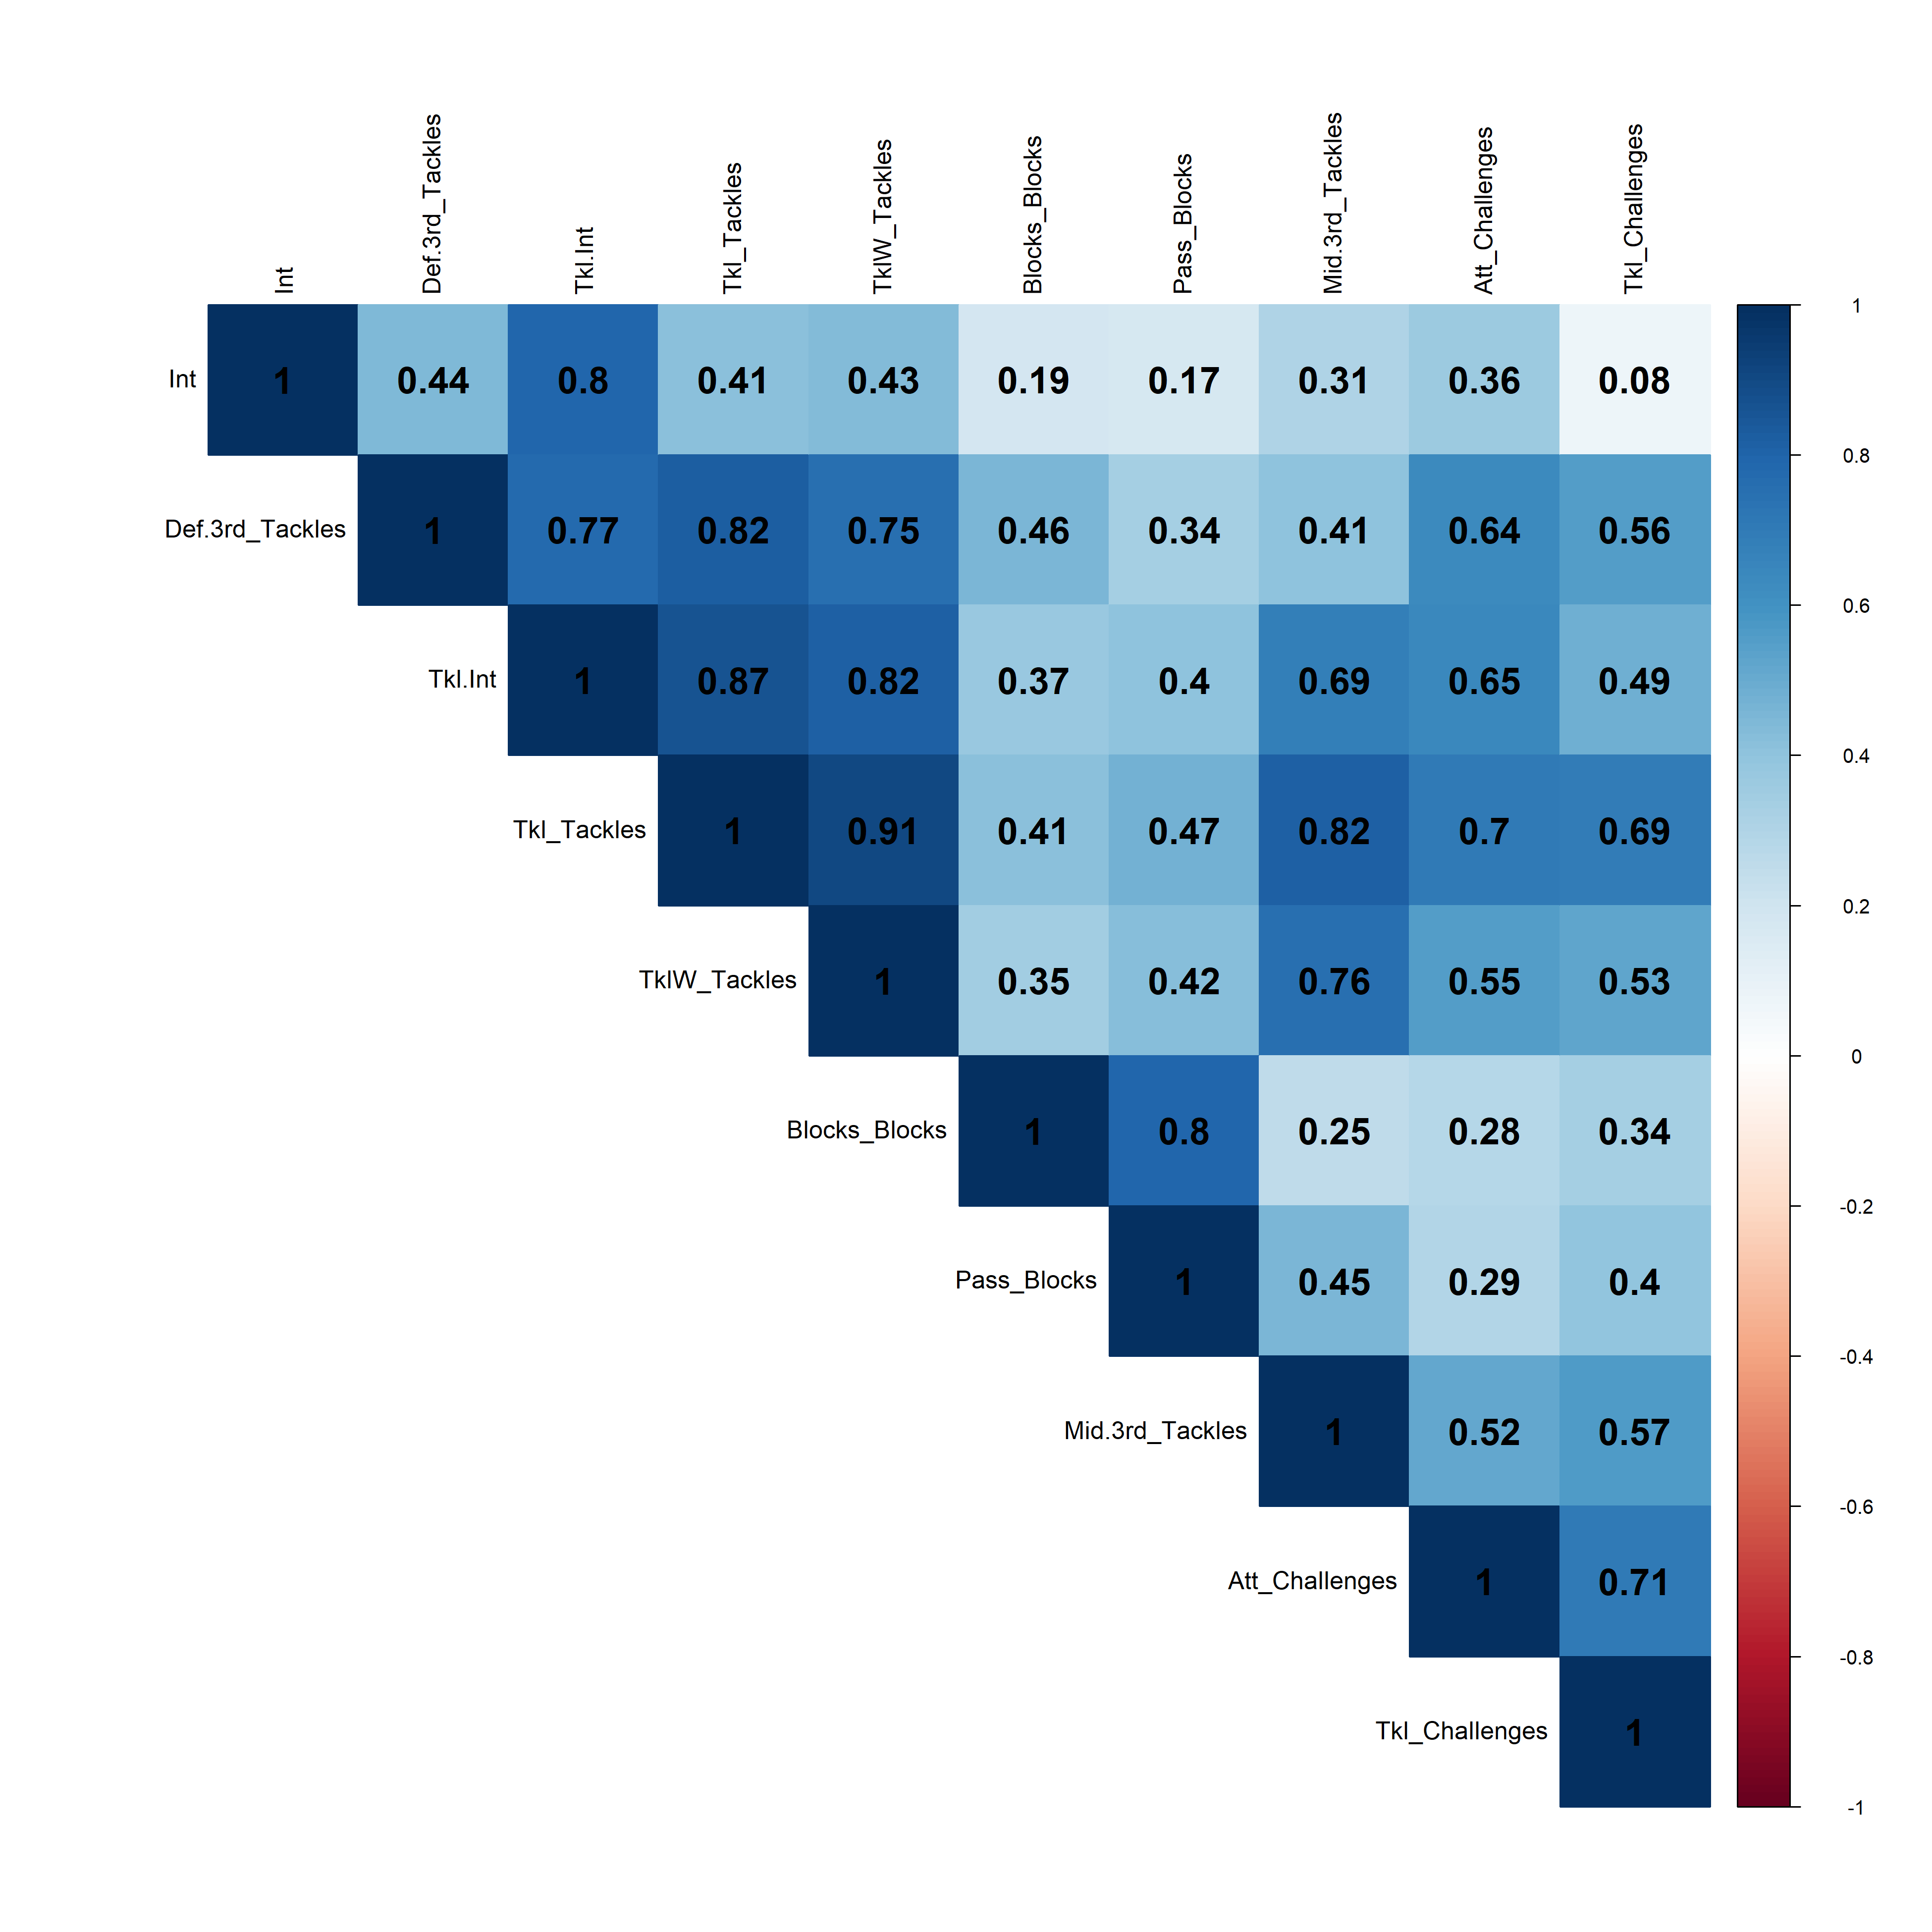 Int Def.3rd_Tackles Tkl.Int Tkl_Tackles TklW_Tackles Blocks_Blocks Pass_Blocks Mid.3rd_Tackles Att_Challenges Tkl_Challenges
Int 1 0.44 0.8 0.41 0.43 0.19 0.17 0.31 0.36 0.08
Def.3rd_Tackles 1 0.77 0.82 0.75 0.46 0.34 0.41 0.64 0.56
Tkl.Int 1 0.87 0.82 0.37 0.4 0.69 0.65 0.49
Tkl_Tackles 1 0.91 0.41 0.47 0.82 0.7 0.69
TklW_Tackles 1 0.35 0.42 0.76 0.55 0.53
Blocks_Blocks 1 0.8 0.25 0.28 0.34
Pass_Blocks 1 0.45 0.29 0.4
Mid.3rd_Tackles 1 0.52 0.57
Att_Challenges 1 0.71
Tkl_Challenges 1
1
0.8
0.6
0.4
0.2
0
-0.2
-0.4
-0.6
-0.8
-1